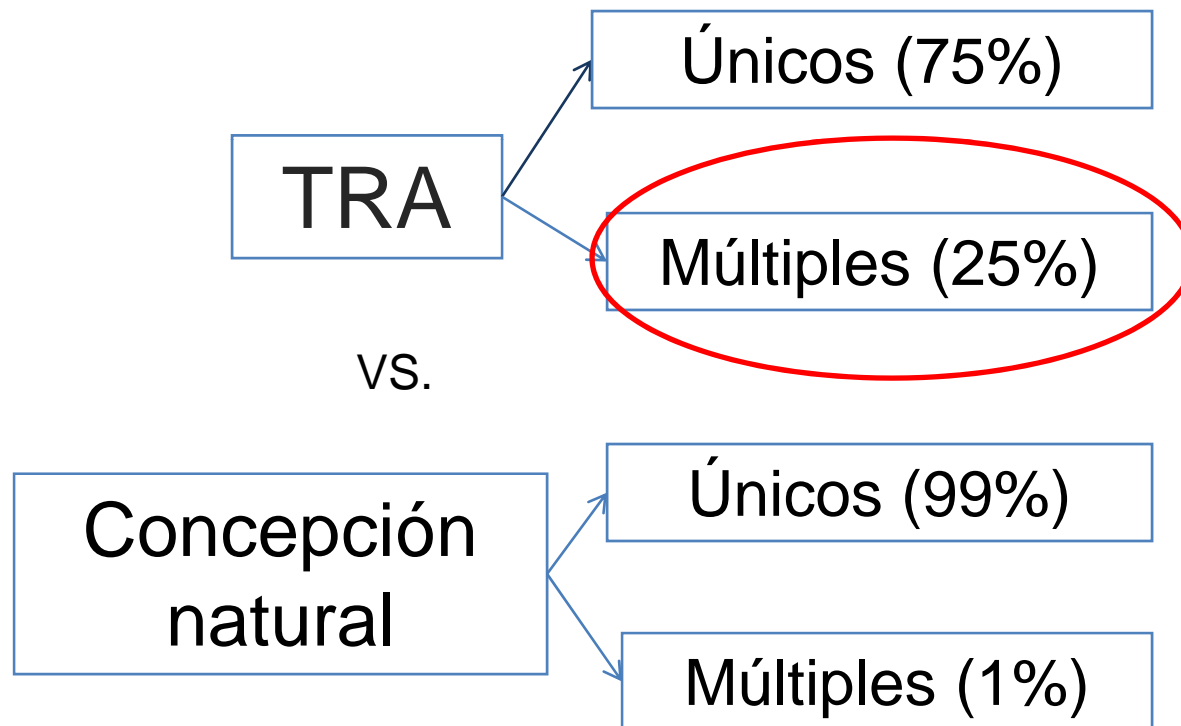 Únicos (75%)
TRA
Múltiples (25%)
vs.
Únicos (99%)
Concepción
natural
Múltiples (1%)